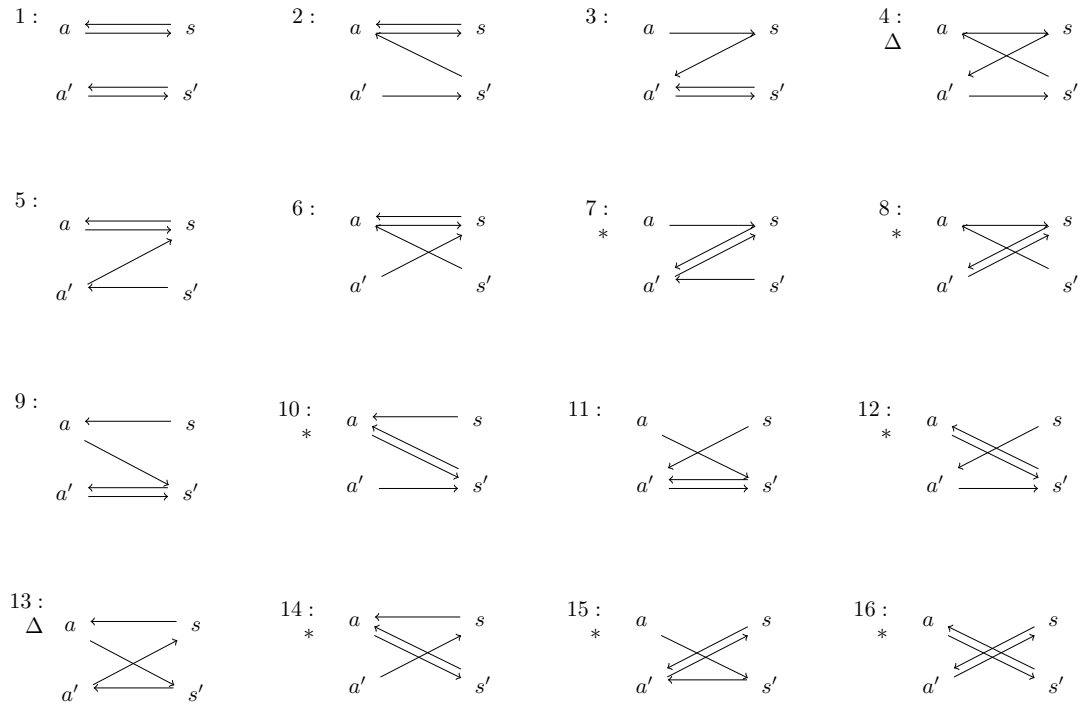 1 : a s 2 : a s 3 : a s 4 : a s
Δ
a′ s′ a′ s′ a′ s′ a′ s′
5 : a s 6 : a s 7 : a s 8 : a s
* *
a′ s′ a′ s′ a′ s′ a′ s′
9 : a s 10 : a s 11 : a s 12 : a s
* *
a′ s′ a′ s′ a′ s′ a′ s′
13 : a s 14 : a s 15 : a s 16 : a s
Δ * * *
a′ s′ a′ s′ a′ s′ a′ s′